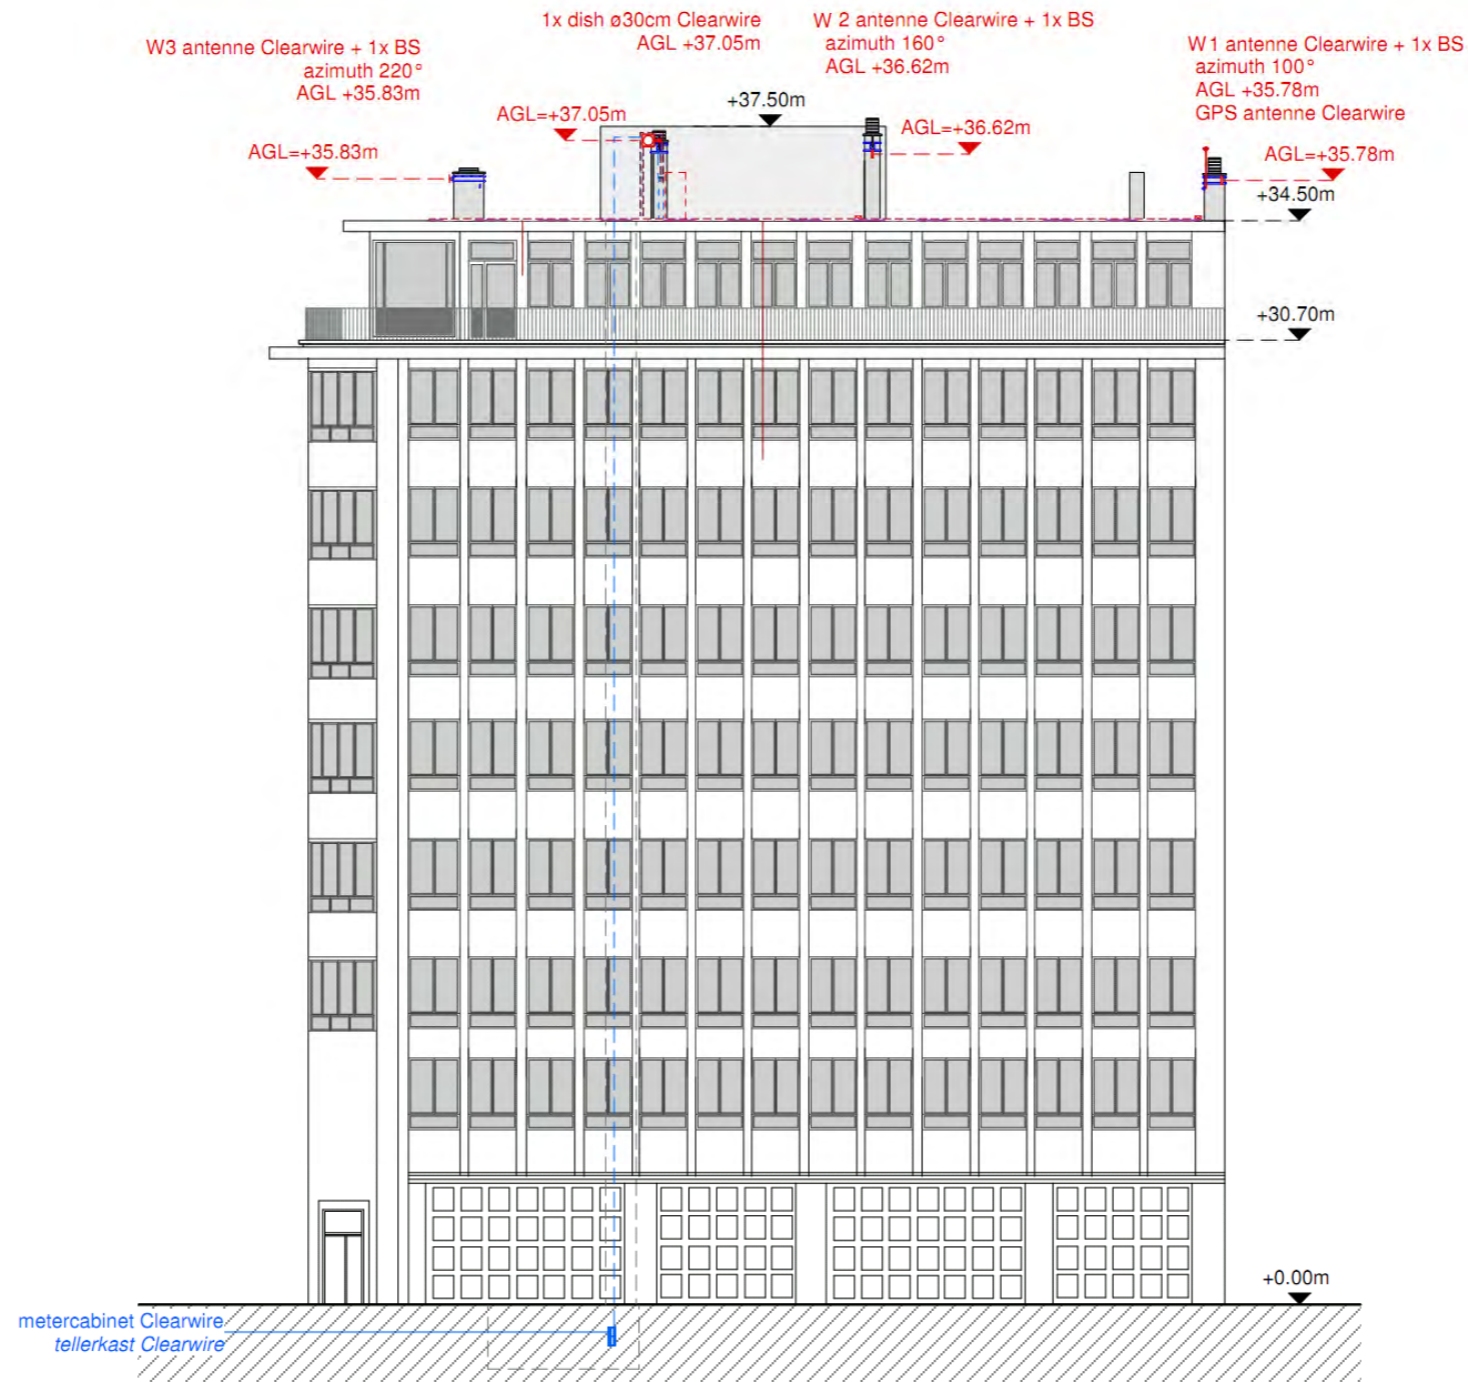 1x dish ø30cm Clearwire
AGL +37.05m
W 2 antenne Clearwire + 1x BS
azimuth 160°
AGL +36.62m
W3 antenne Clearwire + 1x BS
azimuth 220°
AGL +35.83m
W1 antenne Clearwire + 1x BS
azimuth 100°
AGL +35.78m
GPS antenne Clearwire
+37.50m
AGL=+37.05m
AGL=+36.62m
AGL=+35.83m
AGL=+35.78m
+34.50m
+30.70m
+0.00m
metercabinet Clearwire
tellerkast Clearwire